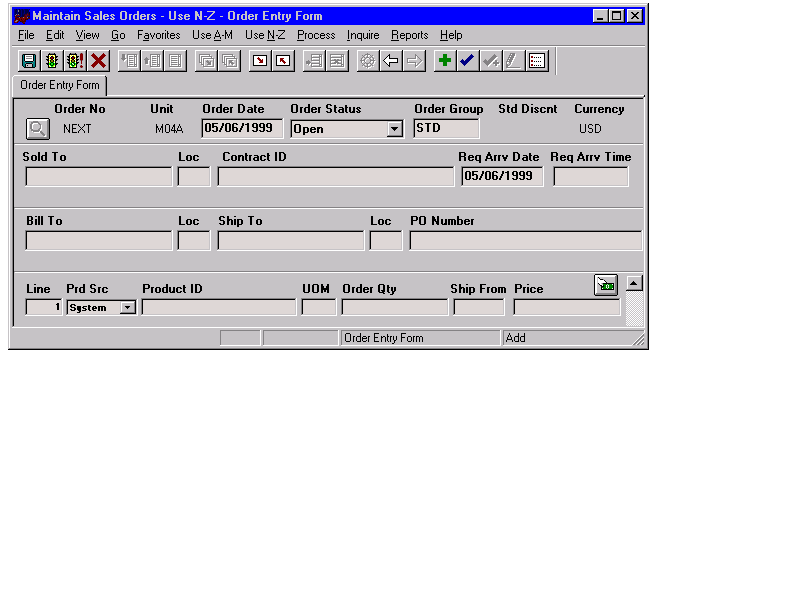 Maintain Sales Orders - Use N-Z - Order Entry Form
File Edit View Go Favorites Use A-M Use N-Z Process Inquire Reports Help
Order Entry Form
Order No Unit Order Date Order Status Order Group Std Discnt Currency
NEXT M04A 05/06/1999 Open STD USD
Sold To Loc Contract ID Req Arrv Date Req Arrv Time
05/06/1999
Bill To Loc Ship To Loc PO Number
Line Prd Src Product ID UOM Order Qty Ship From Price
1 System
Order Entry Form Add